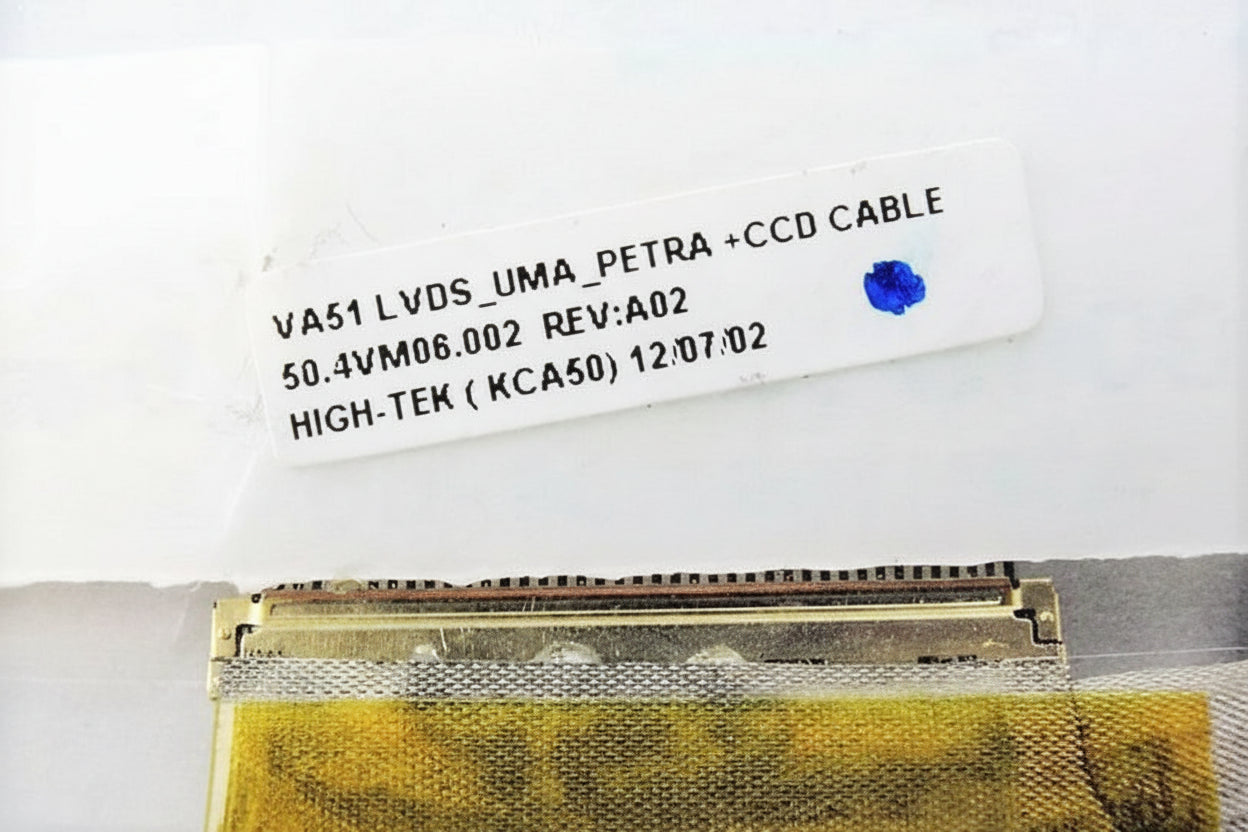 VA51 LVDS_UMA_PETRA +CCD CABLE
50.4VM06.002 REV:A02
HIGH-TEK ( KCA50) 12/07/02